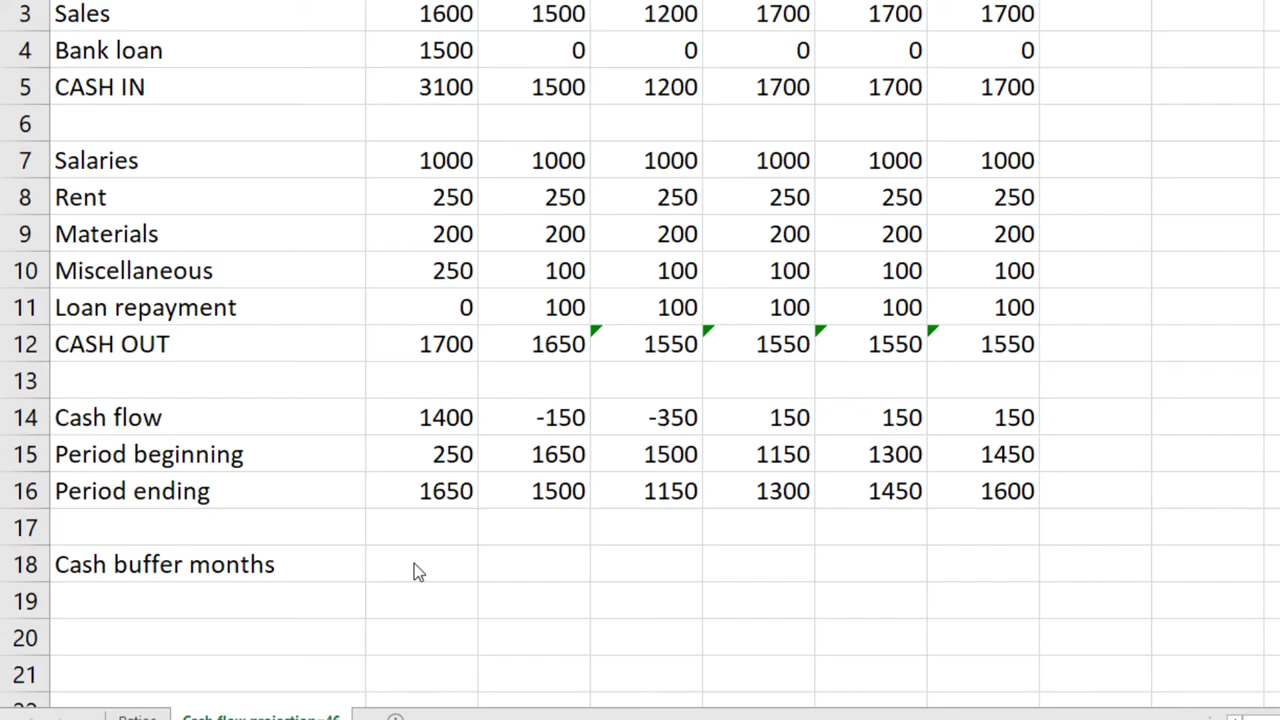 3 Sales 1600 1500 1200 1700 1700 1700
4 Bank loan 1500 0 0 0 0 0
5 CASH IN 3100 1500 1200 1700 1700 1700
6
7 Salaries 1000 1000 1000 1000 1000 1000
8 Rent 250 250 250 250 250 250
9 Materials 200 200 200 200 200 200
10 Miscellaneous 250 100 100 100 100 100
11 Loan repayment 0 100 100 100 100 100
12 CASH OUT 1700 1650 1550 1550 1550 1550
13
14 Cash flow 1400 -150 -350 150 150 150
15 Period beginning 250 1650 1500 1150 1300 1450
16 Period ending 1650 1500 1150 1300 1450 1600
17
18 Cash buffer months
19
20
21
Ratios Cash flow projection